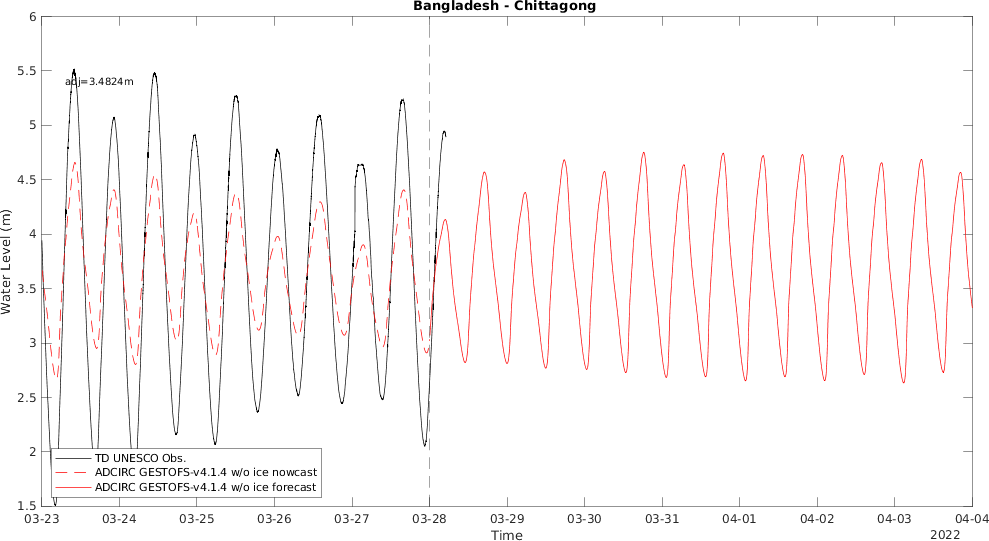 Bangladesh - Chittagong
6
5.5
5
4.5
4
3.5
3
2.5
2
1.5
Water Level (m)
adj=3.4824m
TD UNESCO Obs.
ADCIRC GESTOFS-v4.1.4 w/o ice nowcast
ADCIRC GESTOFS-v4.1.4 w/o ice forecast
03-23 03-24 03-25 03-26 03-27 03-28 03-29 03-30 03-31 04-01 04-02 04-03 04-04
Time
2022